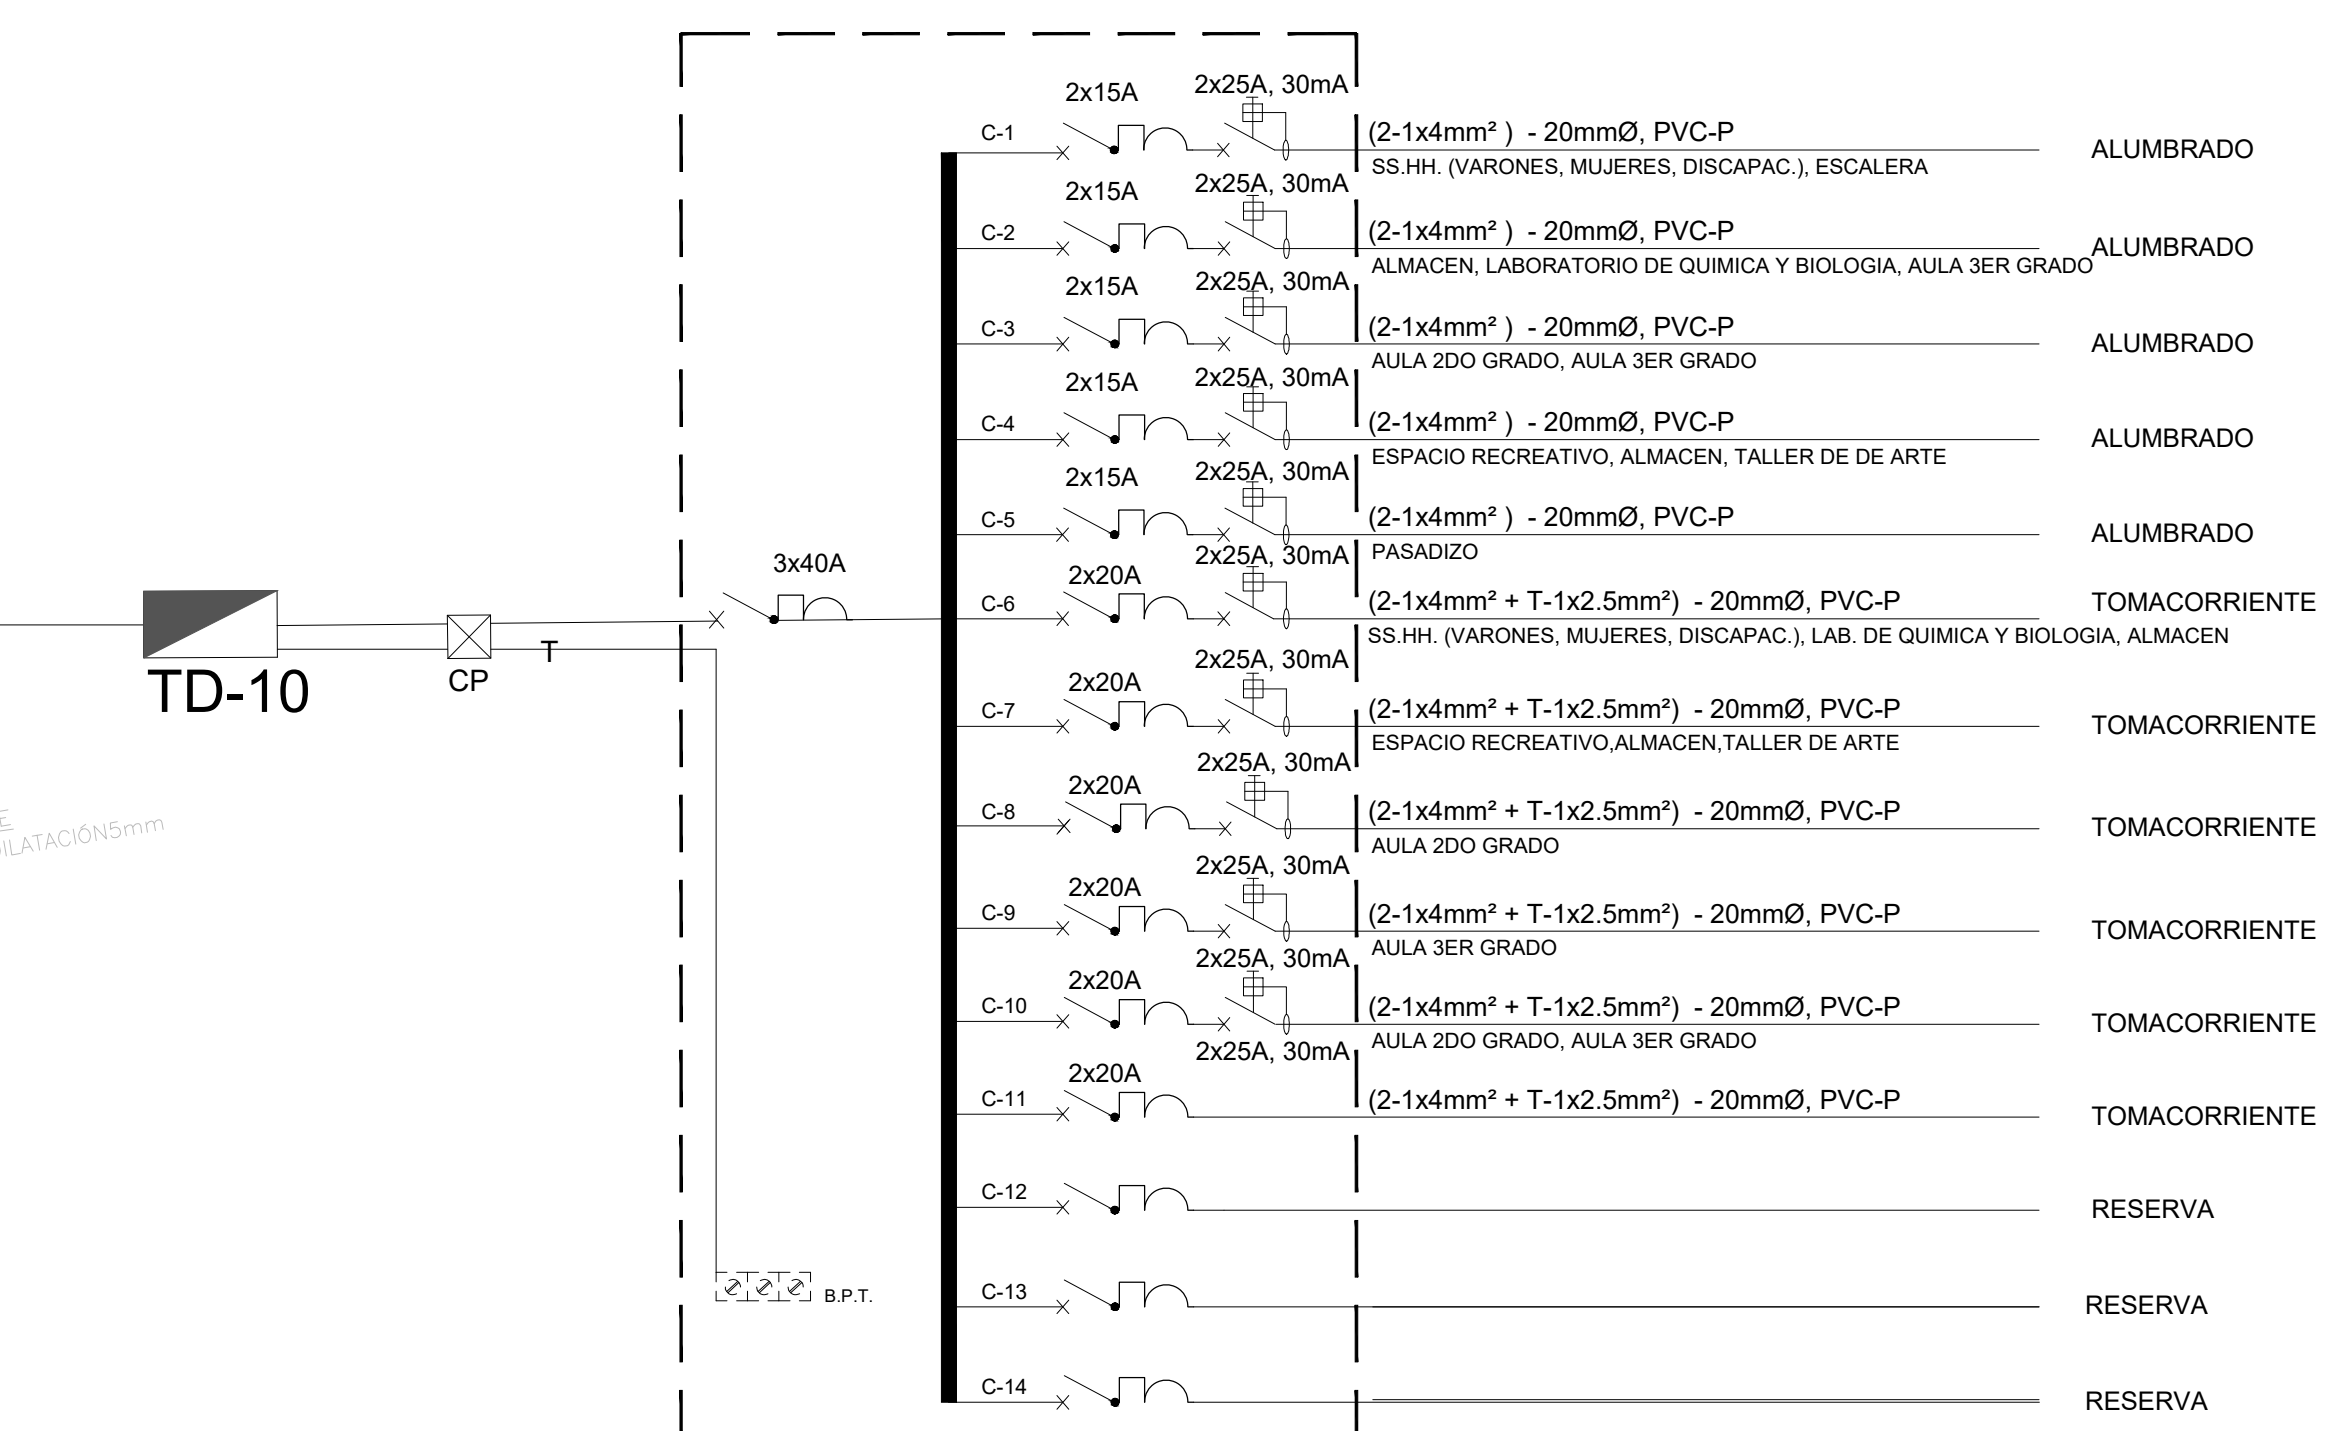 2x15A
2x25A, 30mA
C-1
(2-1x4mm² ) - 20mmØ, PVC-P
ALUMBRADO
SS.HH. (VARONES, MUJERES, DISCAPAC.), ESCALERA
2x15A
2x25A, 30mA
C-2
(2-1x4mm² ) - 20mmØ, PVC-P
ALUMBRADO
ALMACEN, LABORATORIO DE QUIMICA Y BIOLOGIA, AULA 3ER GRADO
2x15A
2x25A, 30mA
C-3
(2-1x4mm² ) - 20mmØ, PVC-P
ALUMBRADO
AULA 2DO GRADO, AULA 3ER GRADO
2x15A
2x25A, 30mA
C-4
(2-1x4mm² ) - 20mmØ, PVC-P
ALUMBRADO
ESPACIO RECREATIVO, ALMACEN, TALLER DE DE ARTE
2x15A
2x25A, 30mA
C-5
(2-1x4mm² ) - 20mmØ, PVC-P
ALUMBRADO
PASADIZO
3x40A
2x20A
2x25A, 30mA
C-6
(2-1x4mm² + T-1x2.5mm²) - 20mmØ, PVC-P
TOMACORRIENTE
SS.HH. (VARONES, MUJERES, DISCAPAC.), LAB. DE QUIMICA Y BIOLOGIA, ALMACEN
T
TD-10
CP
2x20A
2x25A, 30mA
C-7
(2-1x4mm² + T-1x2.5mm²) - 20mmØ, PVC-P
TOMACORRIENTE
ESPACIO RECREATIVO,ALMACEN,TALLER DE ARTE
2x20A
2x25A, 30mA
C-8
(2-1x4mm² + T-1x2.5mm²) - 20mmØ, PVC-P
TOMACORRIENTE
AULA 2DO GRADO
E
DILATACIÓN5mm
2x20A
2x25A, 30mA
C-9
(2-1x4mm² + T-1x2.5mm²) - 20mmØ, PVC-P
TOMACORRIENTE
AULA 3ER GRADO
2x20A
2x25A, 30mA
C-10
(2-1x4mm² + T-1x2.5mm²) - 20mmØ, PVC-P
TOMACORRIENTE
AULA 2DO GRADO, AULA 3ER GRADO
2x20A
2x25A, 30mA
C-11
(2-1x4mm² + T-1x2.5mm²) - 20mmØ, PVC-P
TOMACORRIENTE
C-12
RESERVA
B.P.T.
C-13
RESERVA
C-14
RESERVA